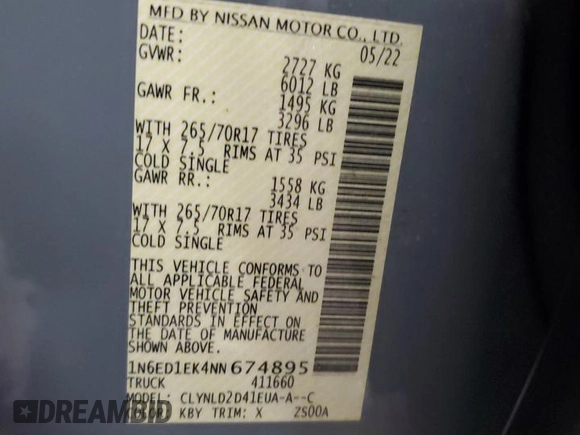 MFD BY NISSAN MOTOR CO., LTD.
DATE: 05/22
GVWR: 2727 KG
6012 LB
GAWR FR.: 1495 KG
3296 LB
WITH 265/70R17 TIRES
17 X 7.5 RIMS AT 35 PSI
COLD SINGLE
GAWR RR.: 1558 KG
3434 LB
WITH 265/70R17 TIRES
17 X 7.5 RIMS AT 35 PSI
COLD SINGLE
THIS VEHICLE CONFORMS TO
ALL APPLICABLE FEDERAL
MOTOR VEHICLE SAFETY AND
THEFT PREVENTION
STANDARDS IN EFFECT ON
THE DATE OF MANUFACTURE
SHOWN ABOVE.
1N6ED1EK4NN674895
TRUCK 411660
MODEL: CLYNLD2D41EUA-A--C
COLOR: KBY TRIM: X ZS00A
DREAMBID